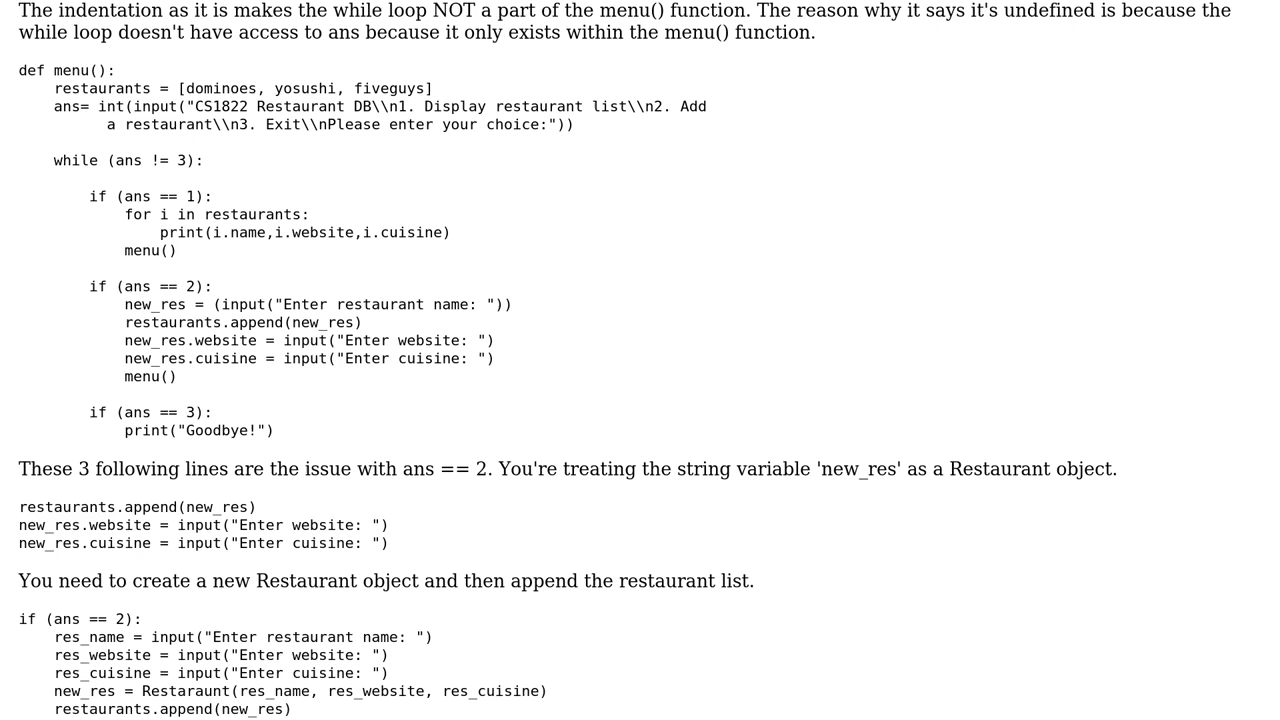 The indentation as it is makes the while loop NOT a part of the menu() function. The reason why it says it's undefined is because the
while loop doesn't have access to ans because it only exists within the menu() function.
def menu():
    restaurants = [dominoes, yosushi, fiveguys]
    ans= int(input("CS1822 Restaurant DB\\n1. Display restaurant list\\n2. Add
          a restaurant\\n3. Exit\\nPlease enter your choice:"))
    while (ans != 3):
        if (ans == 1):
            for i in restaurants:
                print(i.name,i.website,i.cuisine)
            menu()
        if (ans == 2):
            new_res = (input("Enter restaurant name: "))
            restaurants.append(new_res)
            new_res.website = input("Enter website: ")
            new_res.cuisine = input("Enter cuisine: ")
            menu()
        if (ans == 3):
            print("Goodbye!")
These 3 following lines are the issue with ans == 2. You're treating the string variable 'new_res' as a Restaurant object.
restaurants.append(new_res)
new_res.website = input("Enter website: ")
new_res.cuisine = input("Enter cuisine: ")
You need to create a new Restaurant object and then append the restaurant list.
if (ans == 2):
    res_name = input("Enter restaurant name: ")
    res_website = input("Enter website: ")
    res_cuisine = input("Enter cuisine: ")
    new_res = Restaraunt(res_name, res_website, res_cuisine)
    restaurants.append(new_res)